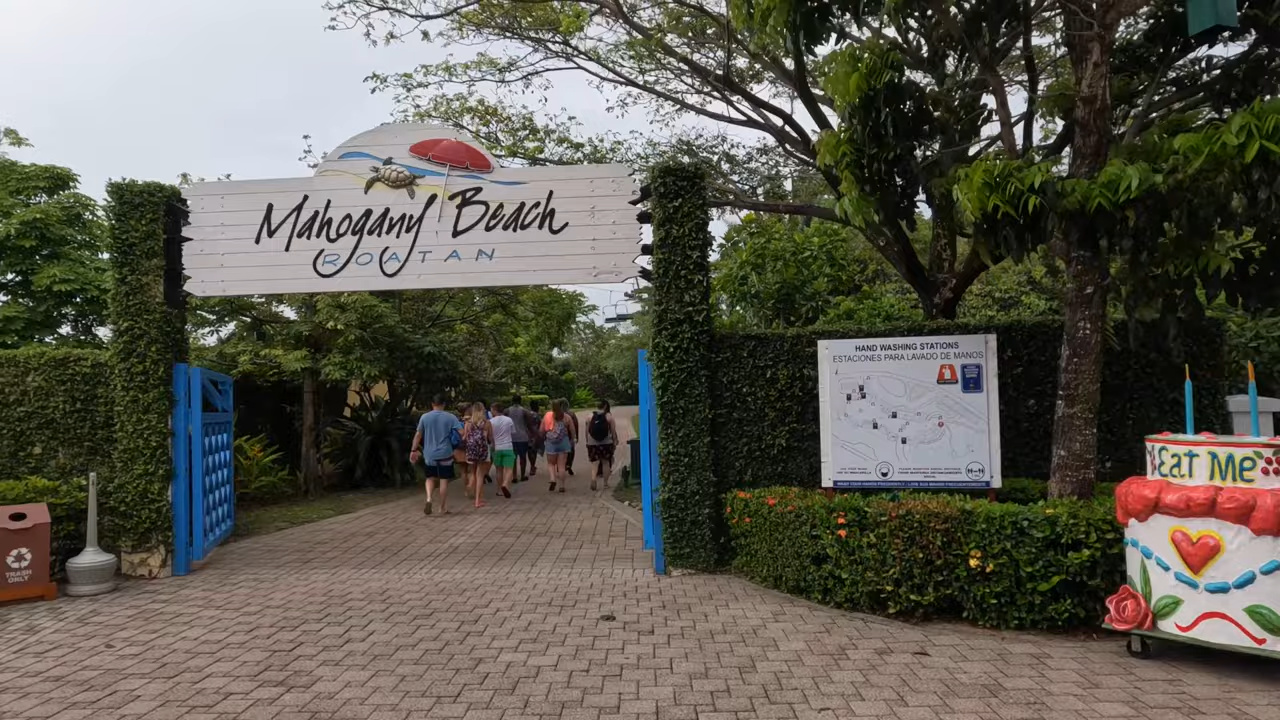 Mahogany Beach
ROATAN
HAND WASHING STATIONS
ESTACIONES PARA LAVADO DE MANOS
Eat Me
TRASH
ONLY